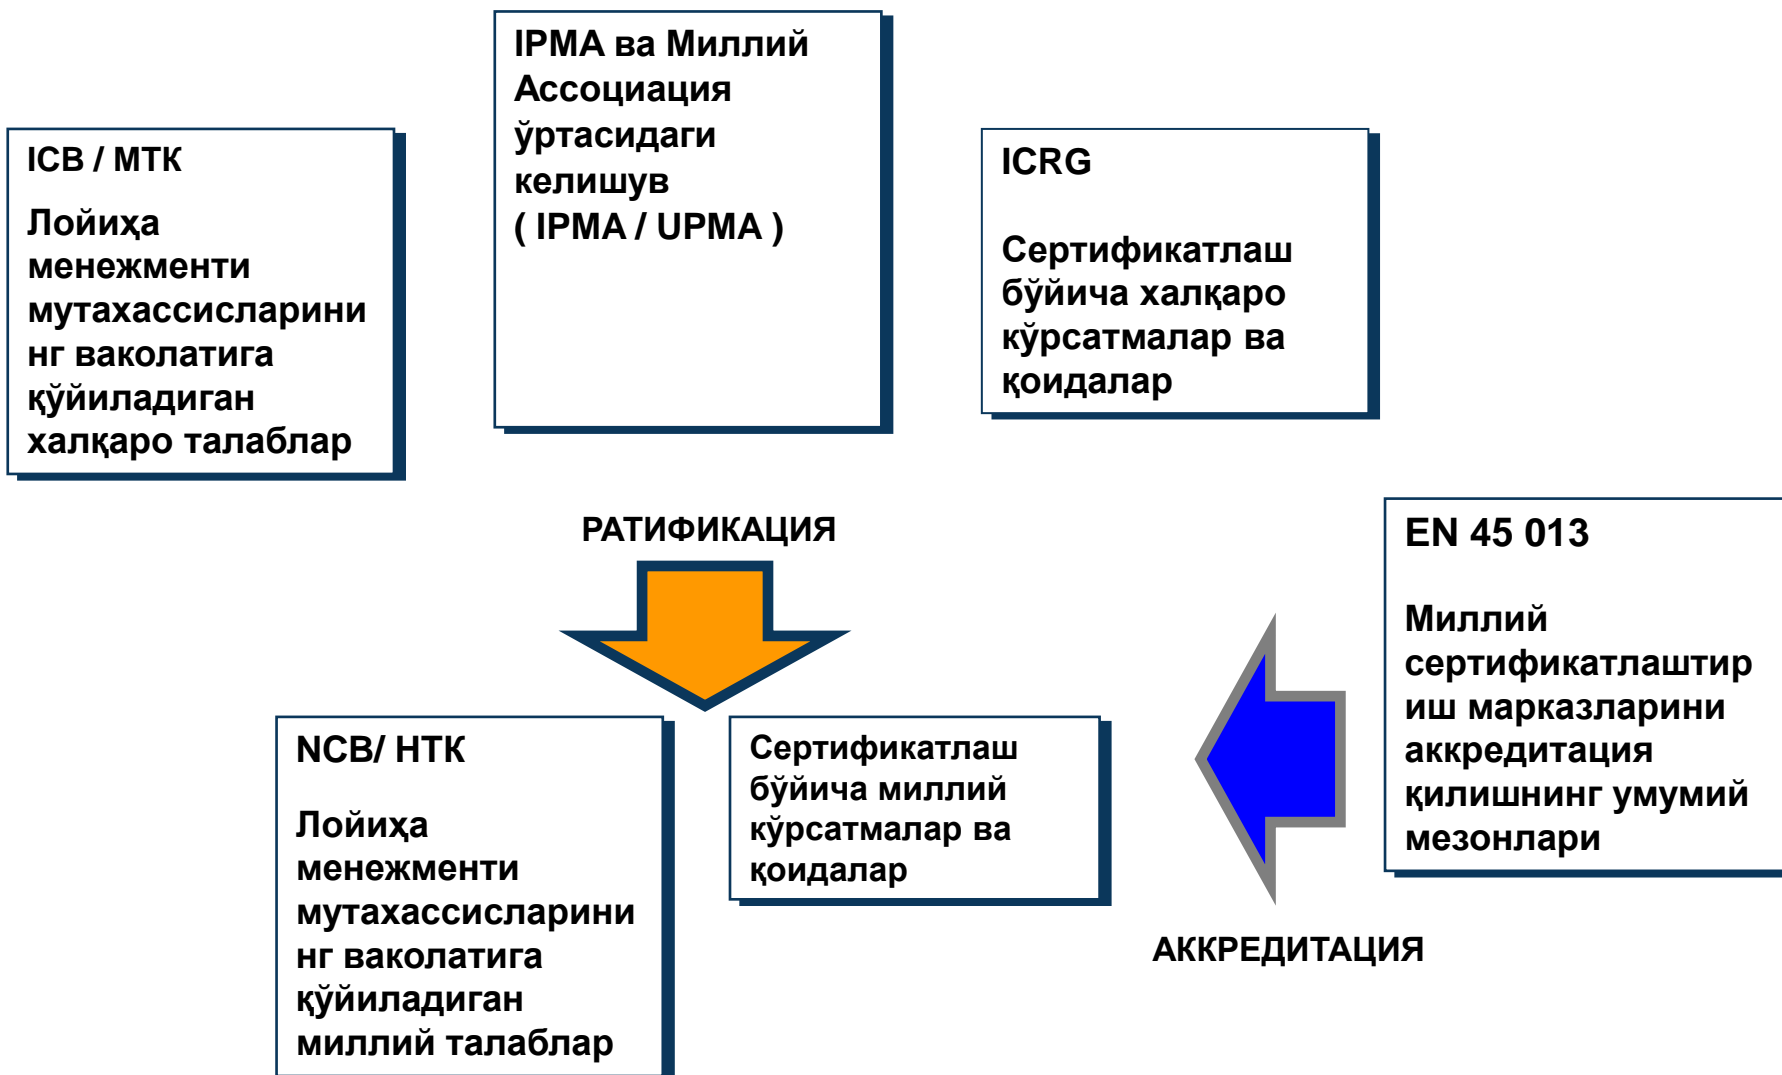 IPMA ва Миллий
Ассоциация
ўртасидаги
келишув
( IPMA / UPMA )
ICB / МТК
Лойиҳа
менежменти
мутахассисларини
нг ваколатига
қўйиладиган
халқаро талаблар
ICRG
Сертификатлаш
бўйича халқаро
кўрсатмалар ва
қоидалар
РАТИФИКАЦИЯ
EN 45 013
Миллий
сертификатлаштир
иш марказларини
аккредитация
қилишнинг умумий
мезонлари
NCB/ НТК
Лойиҳа
менежменти
мутахассисларини
нг ваколатига
қўйиладиган
миллий талаблар
Сертификатлаш
бўйича миллий
кўрсатмалар ва
қоидалар
АККРЕДИТАЦИЯ